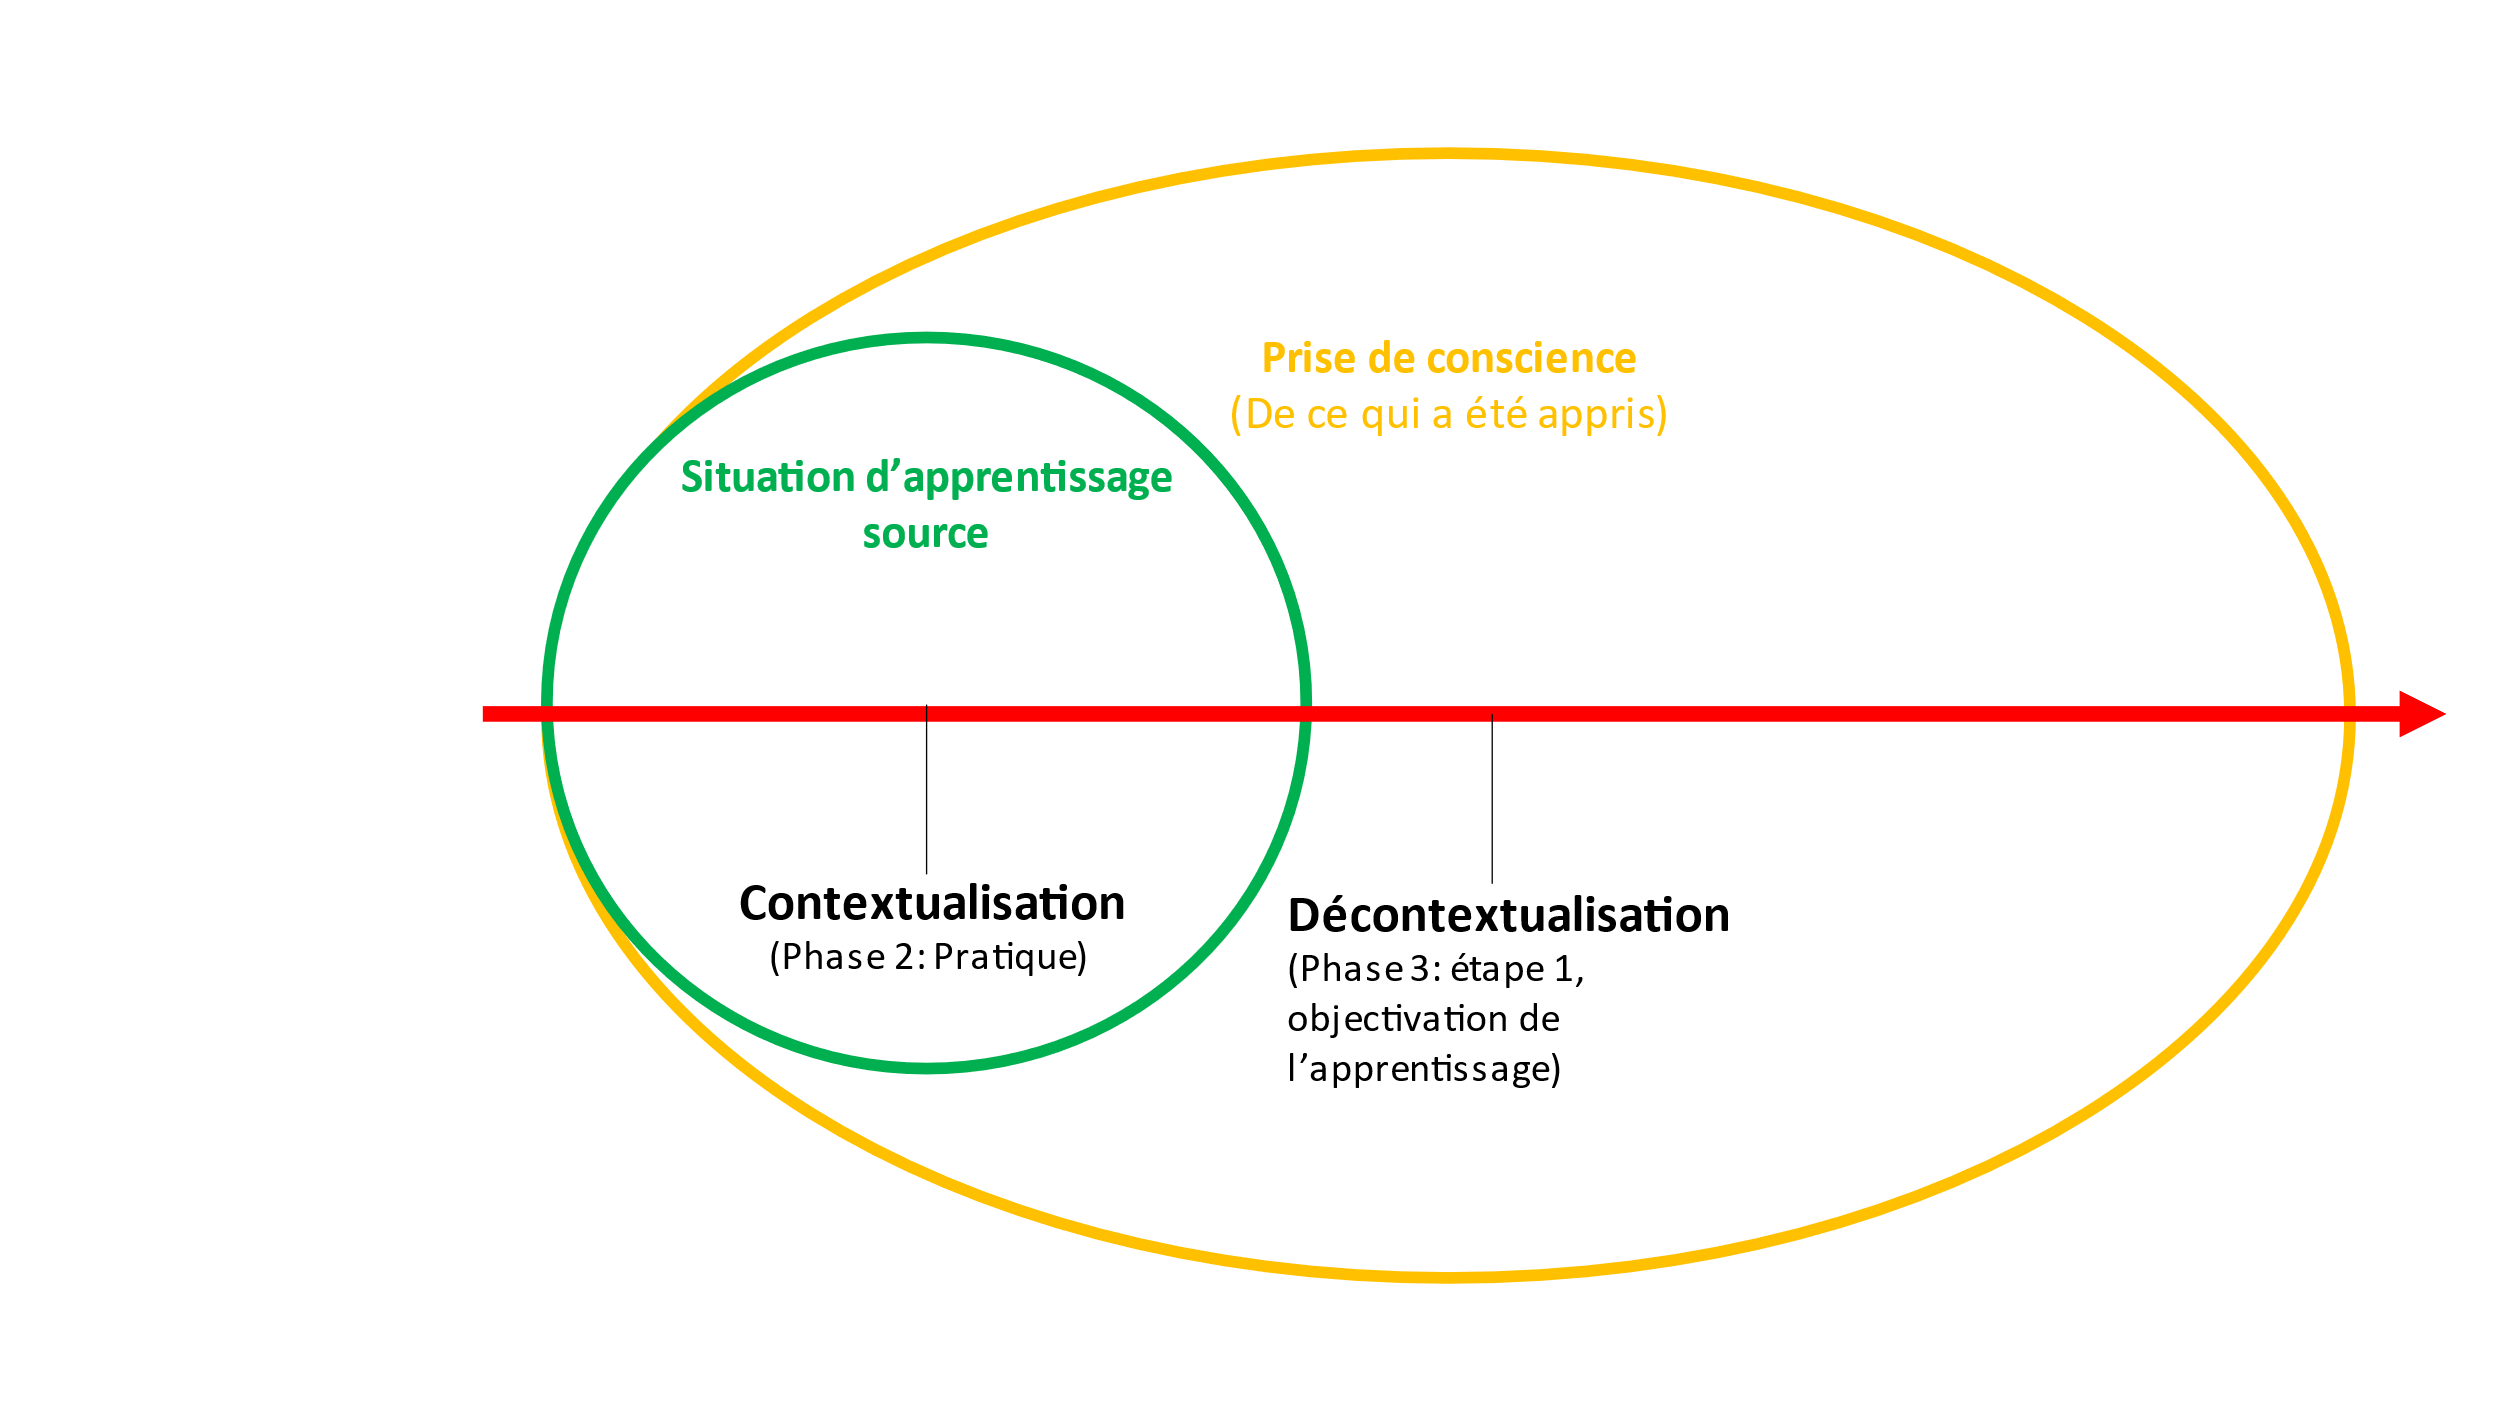 Prise de conscience
(De ce qui a été appris)
Situation d’apprentissage
source
Contextualisation
(Phase 2: Pratique)
Décontextualisation
(Phase 3: étape 1,
objectivation de
l’apprentissage)